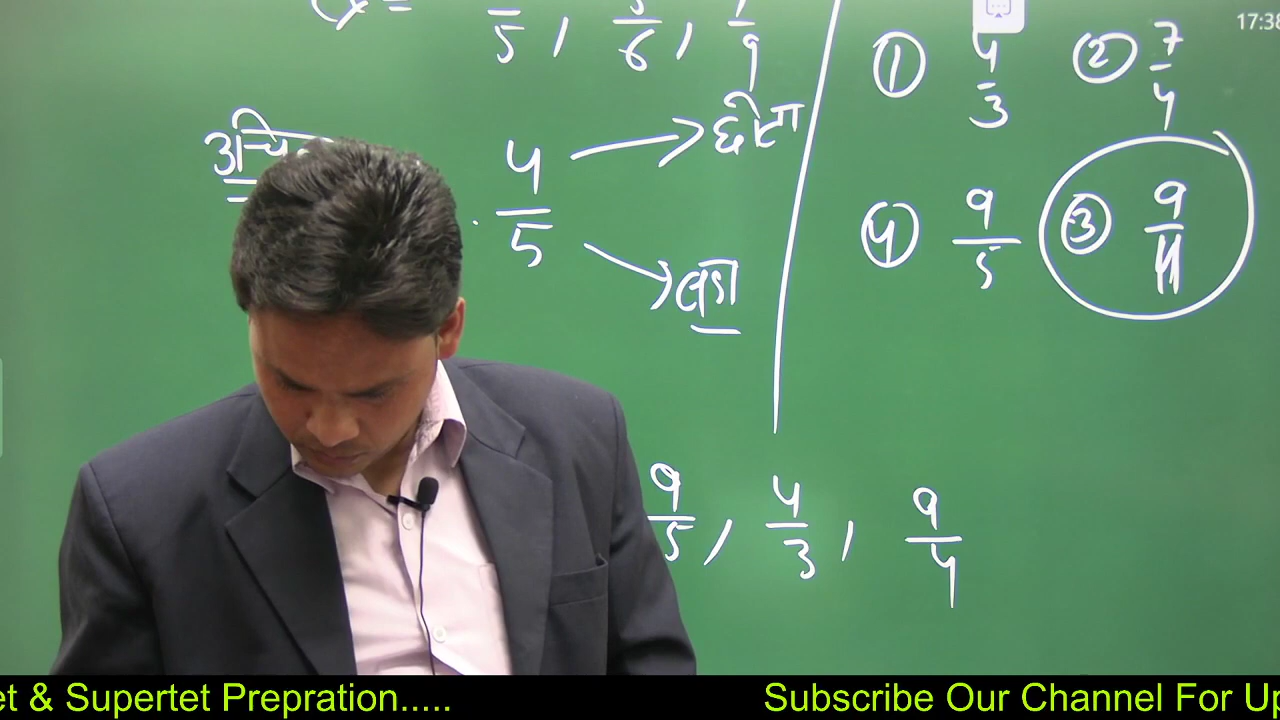 5 , 5/6 , 7/9
4/5 → छोटा
→ बड़ा
① 4/3 ② 7/4
④ 9/5 ③ 9/11
9/5 , 4/3 , 9/4
17:38
et & Supertet Prepration..... Subscribe Our Channel For Up